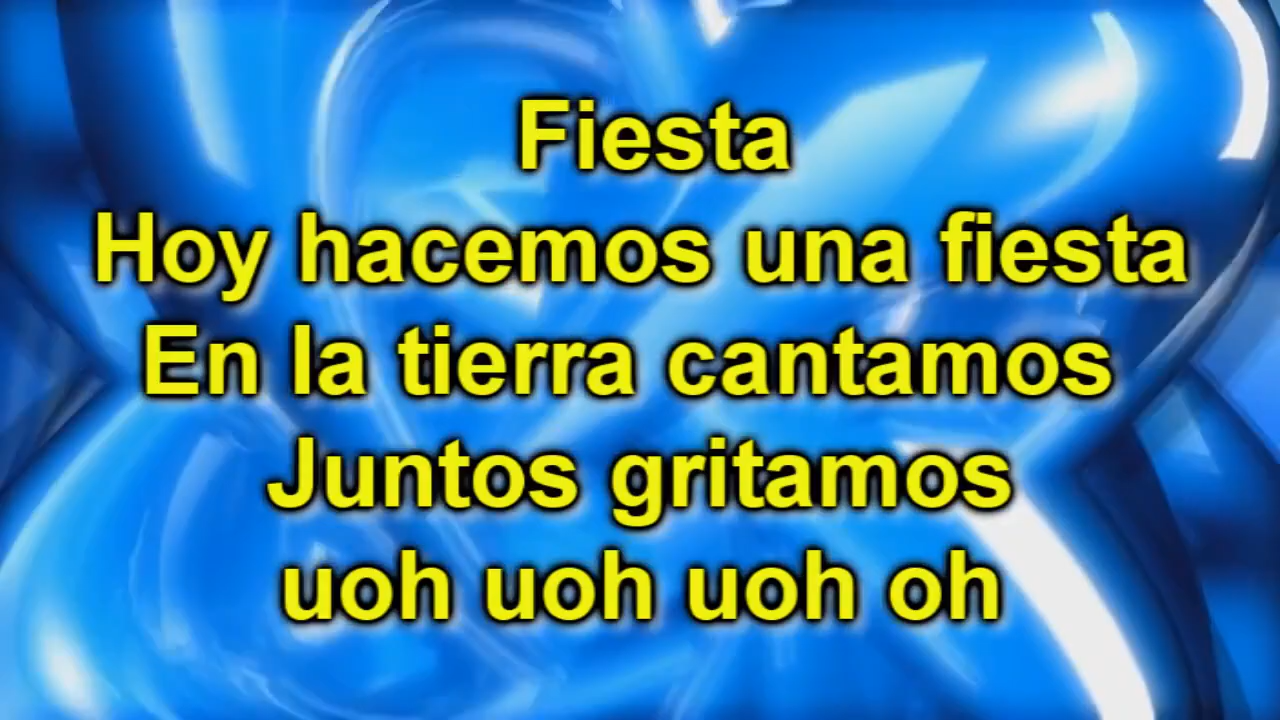 Fiesta
Hoy hacemos una fiesta
En la tierra cantamos
Juntos gritamos
uoh uoh uoh oh